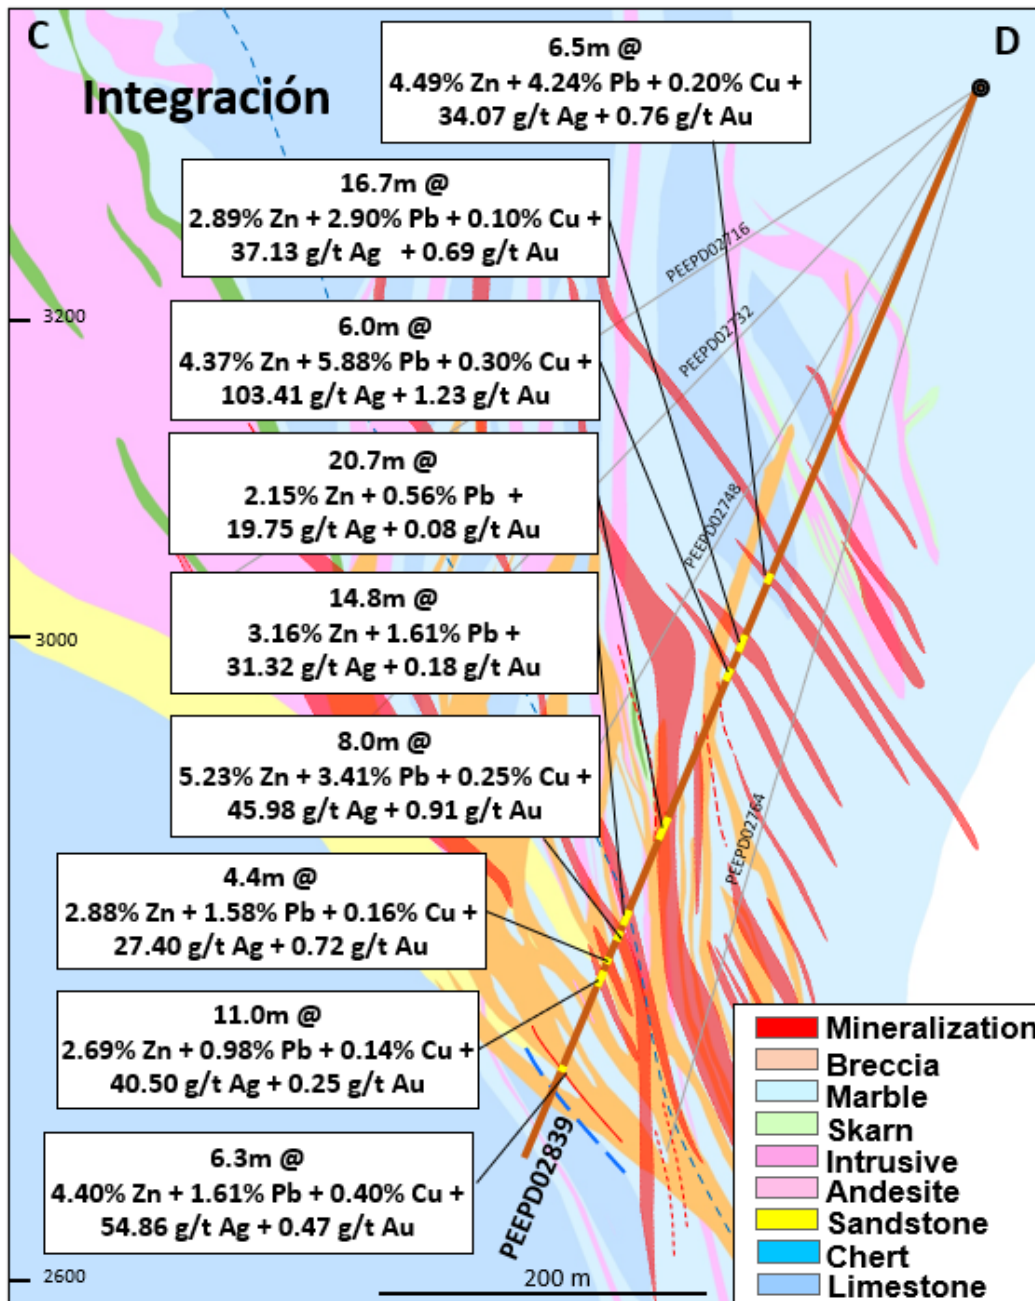 C
D
Integración
6.5m @
4.49% Zn + 4.24% Pb + 0.20% Cu +
34.07 g/t Ag + 0.76 g/t Au
16.7m @
2.89% Zn + 2.90% Pb + 0.10% Cu +
37.13 g/t Ag + 0.69 g/t Au
6.0m @
4.37% Zn + 5.88% Pb + 0.30% Cu +
103.41 g/t Ag + 1.23 g/t Au
20.7m @
2.15% Zn + 0.56% Pb +
19.75 g/t Ag + 0.08 g/t Au
14.8m @
3.16% Zn + 1.61% Pb +
31.32 g/t Ag + 0.18 g/t Au
8.0m @
5.23% Zn + 3.41% Pb + 0.25% Cu +
45.98 g/t Ag + 0.91 g/t Au
4.4m @
2.88% Zn + 1.58% Pb + 0.16% Cu +
27.40 g/t Ag + 0.72 g/t Au
11.0m @
2.69% Zn + 0.98% Pb + 0.14% Cu +
40.50 g/t Ag + 0.25 g/t Au
6.3m @
4.40% Zn + 1.61% Pb + 0.40% Cu +
54.86 g/t Ag + 0.47 g/t Au
3200
3000
2600
PEEPD02716
PEEPD02732
PEEPD02748
PEEPD02764
PEEPD02839
200 m
Mineralization
Breccia
Marble
Skarn
Intrusive
Andesite
Sandstone
Chert
Limestone